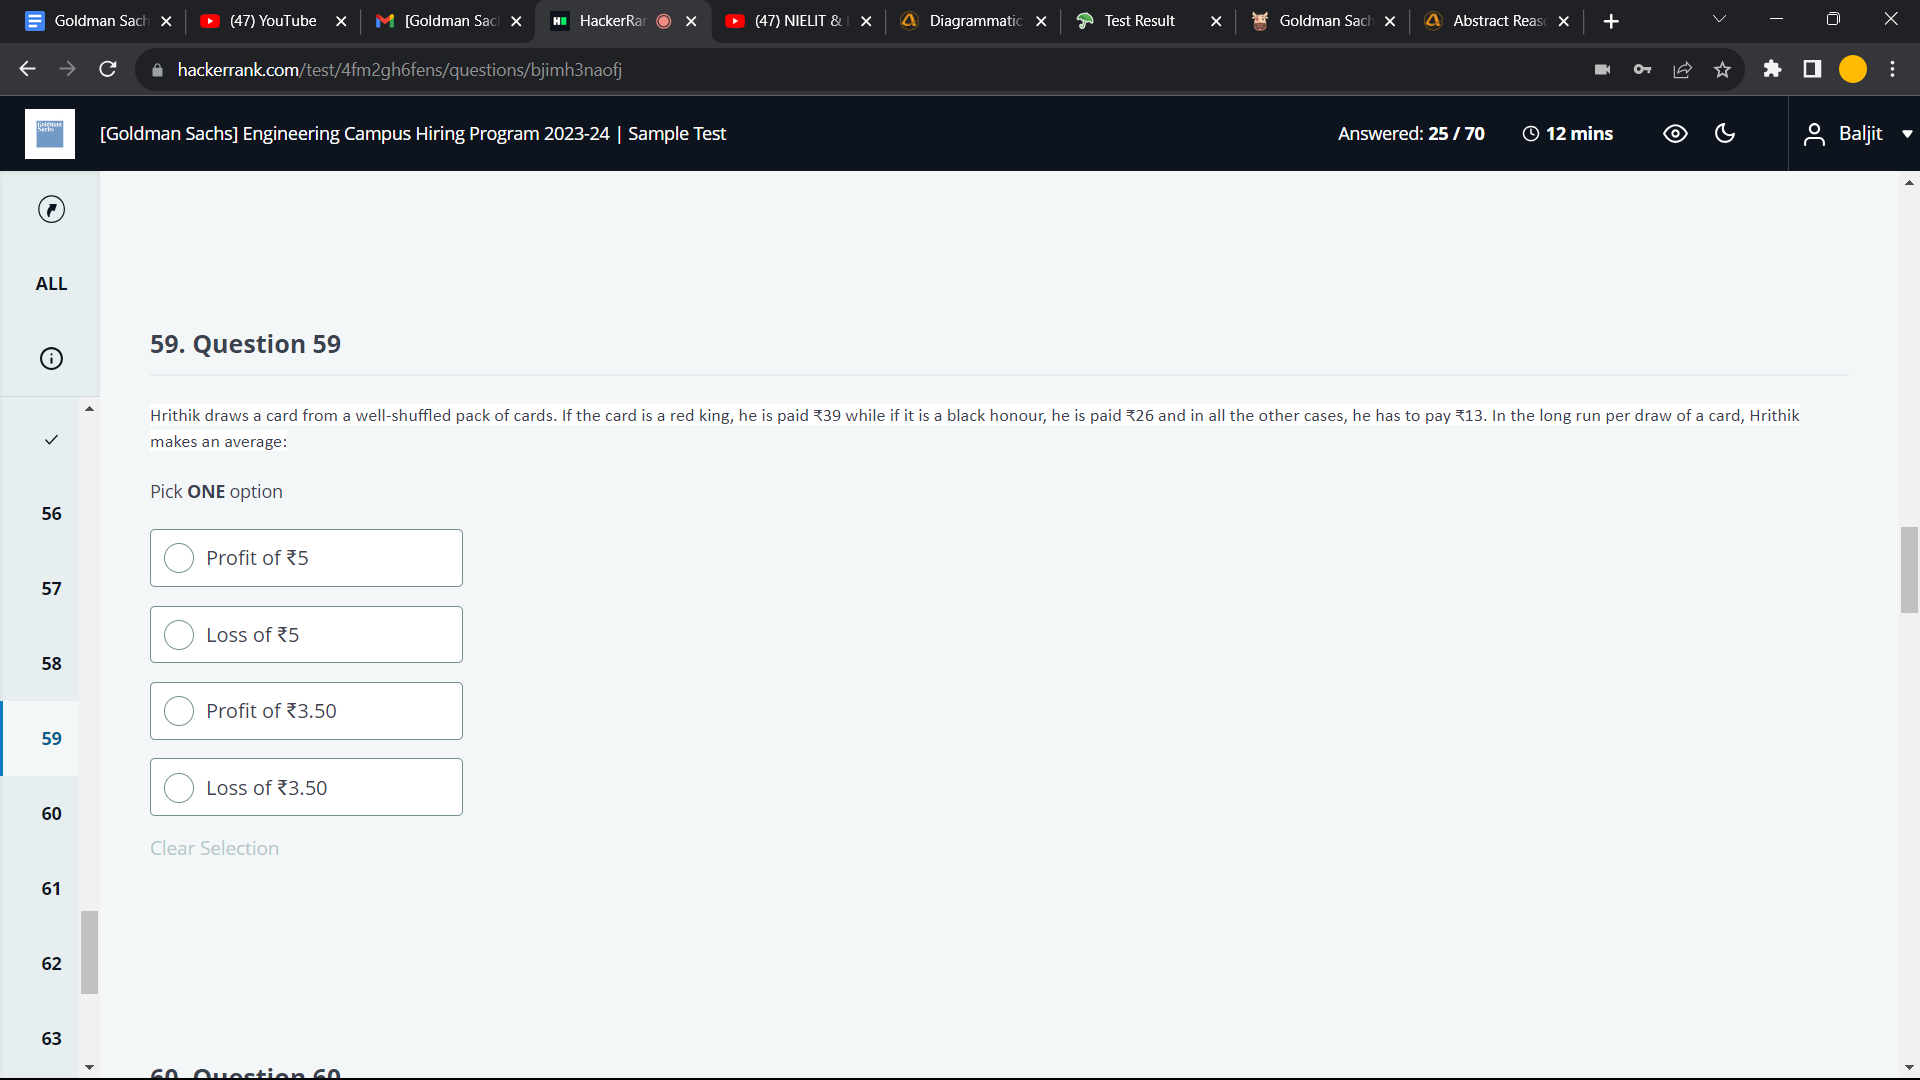 Goldman Sach
(47) YouTube
[Goldman Sac
HackerRar
(47) NIELIT &
Diagrammatic
Test Result
Goldman Sach
Abstract Reaso
hackerrank.com/test/4fm2gh6fens/questions/bjimh3naofj
Goldman Sachs
[Goldman Sachs] Engineering Campus Hiring Program 2023-24 | Sample Test
Answered: 25 / 70
12 mins
Baljit
ALL
56
57
58
59
60
61
62
63
59. Question 59
Hrithik draws a card from a well-shuffled pack of cards. If the card is a red king, he is paid ₹39 while if it is a black honour, he is paid ₹26 and in all the other cases, he has to pay ₹13. In the long run per draw of a card, Hrithik
makes an average:
Pick ONE option
Profit of ₹5
Loss of ₹5
Profit of ₹3.50
Loss of ₹3.50
Clear Selection
60. Question 60